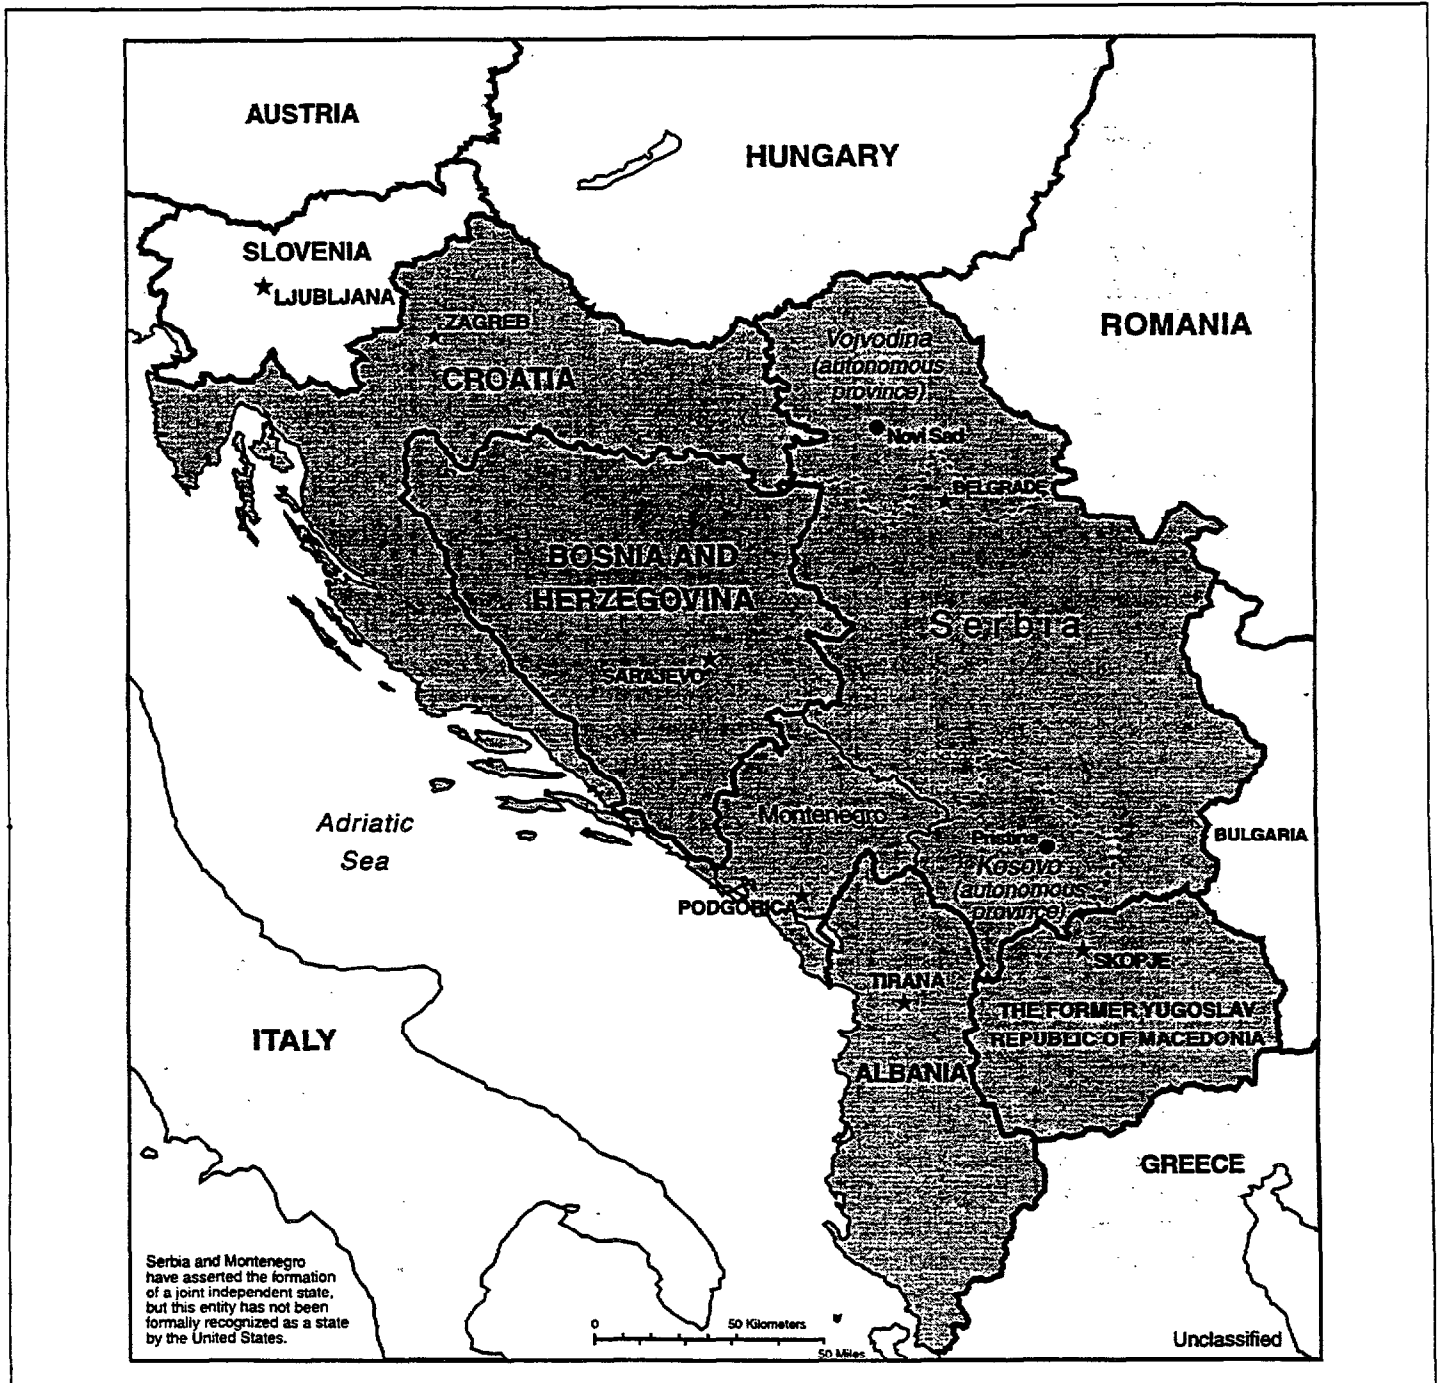 AUSTRIA
HUNGARY
SLOVENIA
LJUBLJANA
ZAGREB
CROATIA
ROMANIA
Vojvodina
(autonomous
province)
Novi Sad
BELGRADE
BOSNIA AND
HERZEGOVINA
Serbia
SARAJEVO
Adriatic
Sea
Montenegro
Pristina
Kosovo
(autonomous
province)
BULGARIA
PODGORICA
SKOPJE
TIRANA
THE FORMER YUGOSLAV
REPUBLIC OF MACEDONIA
ITALY
ALBANIA
GREECE
Serbia and Montenegro
have asserted the formation
of a joint independent state,
but this entity has not been
formally recognized as a state
by the United States.
0 50 Kilometers
50 Miles
Unclassified